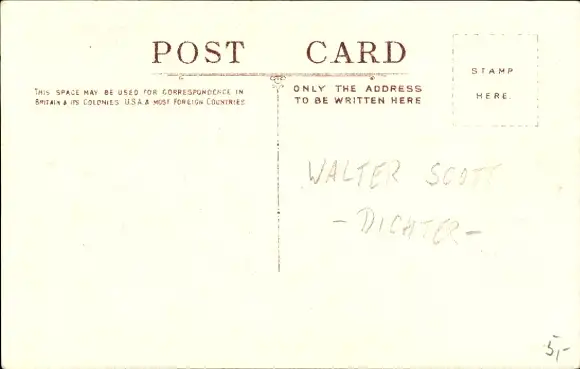 POST CARD
THIS SPACE MAY BE USED FOR CORRESPONDENCE IN
BRITAIN & ITS COLONIES, U.S.A. & MOST FOREIGN COUNTRIES
ONLY THE ADDRESS
TO BE WRITTEN HERE
STAMP
HERE.
WALTER SCOTT
- DICHTER -
5,-